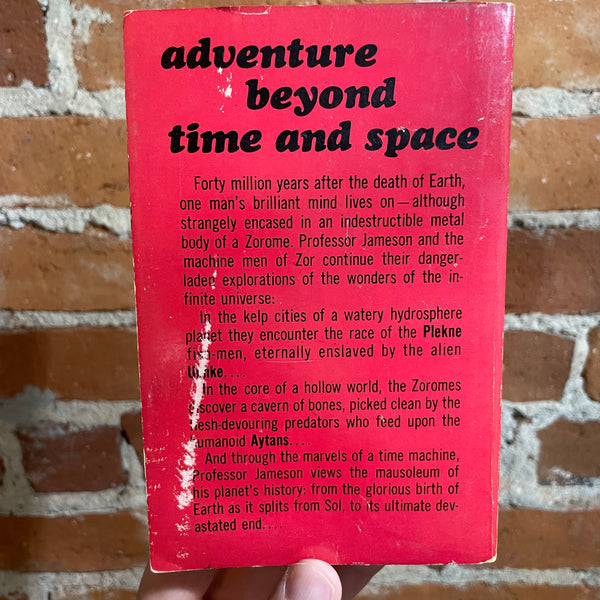 adventure
beyond
time and space
Forty million years after the death of Earth,
one man's brilliant mind lives on—although
strangely encased in an indestructible metal
body of a Zorome. Professor Jameson and the
machine men of Zor continue their danger-
laden explorations of the wonders of the in-
finite universe:
In the kelp cities of a watery hydrosphere
planet they encounter the race of the Plekne
fish-men, eternally enslaved by the alien
In the core of a hollow world, the Zoromes
discover a cavern of bones, picked clean by the
flesh-devouring predators who feed upon the
humanoid Aytans....
And through the marvels of a time machine,
Professor Jameson views the mausoleum of
his planet's history: from the glorious birth of
Earth as it splits from Sol, to its ultimate dev-
astated end....